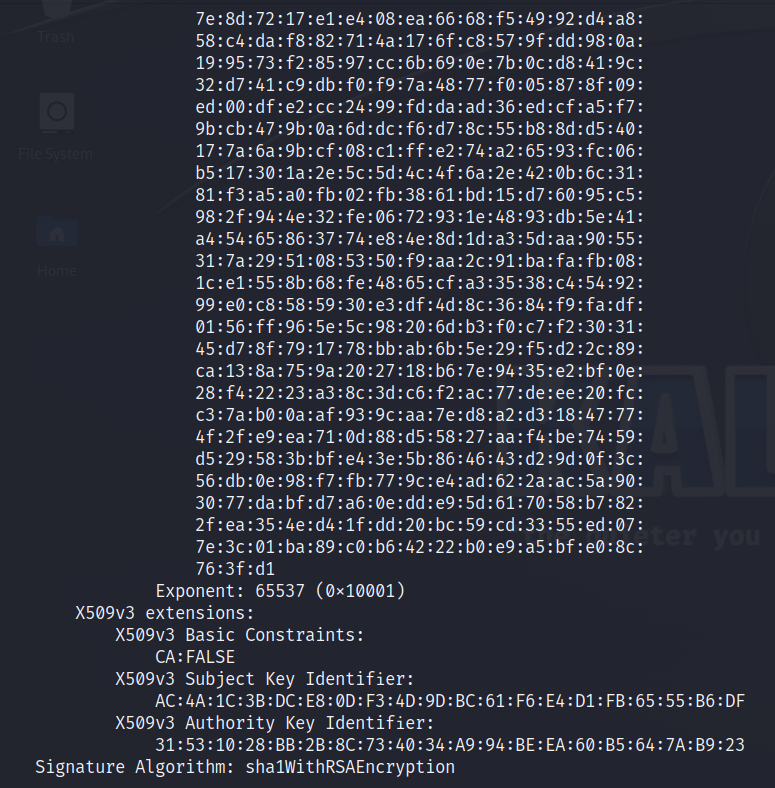 Trash
7e:8d:72:17:e1:e4:08:ea:66:68:f5:49:92:d4:a8:
58:c4:da:f8:82:71:4a:17:6f:c8:57:9f:dd:98:0a:
19:95:73:f2:85:97:cc:6b:69:0e:7b:0c:d8:41:9c:
32:d7:41:c9:db:f0:f9:7a:48:77:f0:05:87:8f:09:
ed:00:df:e2:cc:24:99:fd:da:ad:36:ed:cf:a5:f7:
9b:cb:47:9b:0a:6d:dc:f6:d7:8c:55:b8:8d:d5:40:
File System
17:7a:6a:9b:cf:08:c1:ff:e2:74:a2:65:93:fc:06:
b5:17:30:1a:2e:5c:5d:4c:4f:6a:2e:42:0b:6c:31:
81:f3:a5:a0:fb:02:fb:38:61:bd:15:d7:60:95:c5:
98:2f:94:4e:32:fe:06:72:93:1e:48:93:db:5e:41:
a4:54:65:86:37:74:e8:4e:8d:1d:a3:5d:aa:90:55:
31:7a:29:51:08:53:50:f9:aa:2c:91:ba:fa:fb:08:
Home
1c:e1:55:8b:68:fe:48:65:cf:a3:35:38:c4:54:92:
99:e0:c8:58:59:30:e3:df:4d:8c:36:84:f9:fa:df:
01:56:ff:96:5e:5c:98:20:6d:b3:f0:c7:f2:30:31:
45:d7:8f:79:17:78:bb:ab:6b:5e:29:f5:d2:2c:89:
ca:13:8a:75:9a:20:27:18:b6:7e:94:35:e2:bf:0e:
28:f4:22:23:a3:8c:3d:c6:f2:ac:77:de:ee:20:fc:
c3:7a:b0:0a:af:93:9c:aa:7e:d8:a2:d3:18:47:77:
4f:2f:e9:ea:71:0d:88:d5:58:27:aa:f4:be:74:59:
d5:29:58:3b:bf:e4:3e:5b:86:46:43:d2:9d:0f:3c:
56:db:0e:98:f7:fb:77:9c:e4:ad:62:2a:ac:5a:90:
30:77:da:bf:d7:a6:0e:dd:e9:5d:61:70:58:b7:82:
2f:ea:35:4e:d4:1f:dd:20:bc:59:cd:33:55:ed:07:
quieter you
7e:3c:01:ba:89:c0:b6:42:22:b0:e9:a5:bf:e0:8c:
76:3f:d1
Exponent: 65537 (0×10001)
X509v3 extensions:
X509v3 Basic Constraints:
CA:FALSE
X509v3 Subject Key Identifier:
AC:4A:1C:3B:DC:E8:0D:F3:4D:9D:BC:61:F6:E4:D1:FB:65:55:B6:DF
X509v3 Authority Key Identifier:
31:53:10:28:BB:2B:8C:73:40:34:A9:94:BE:EA:60:B5:64:7A:B9:23
Signature Algorithm: sha1WithRSAEncryption